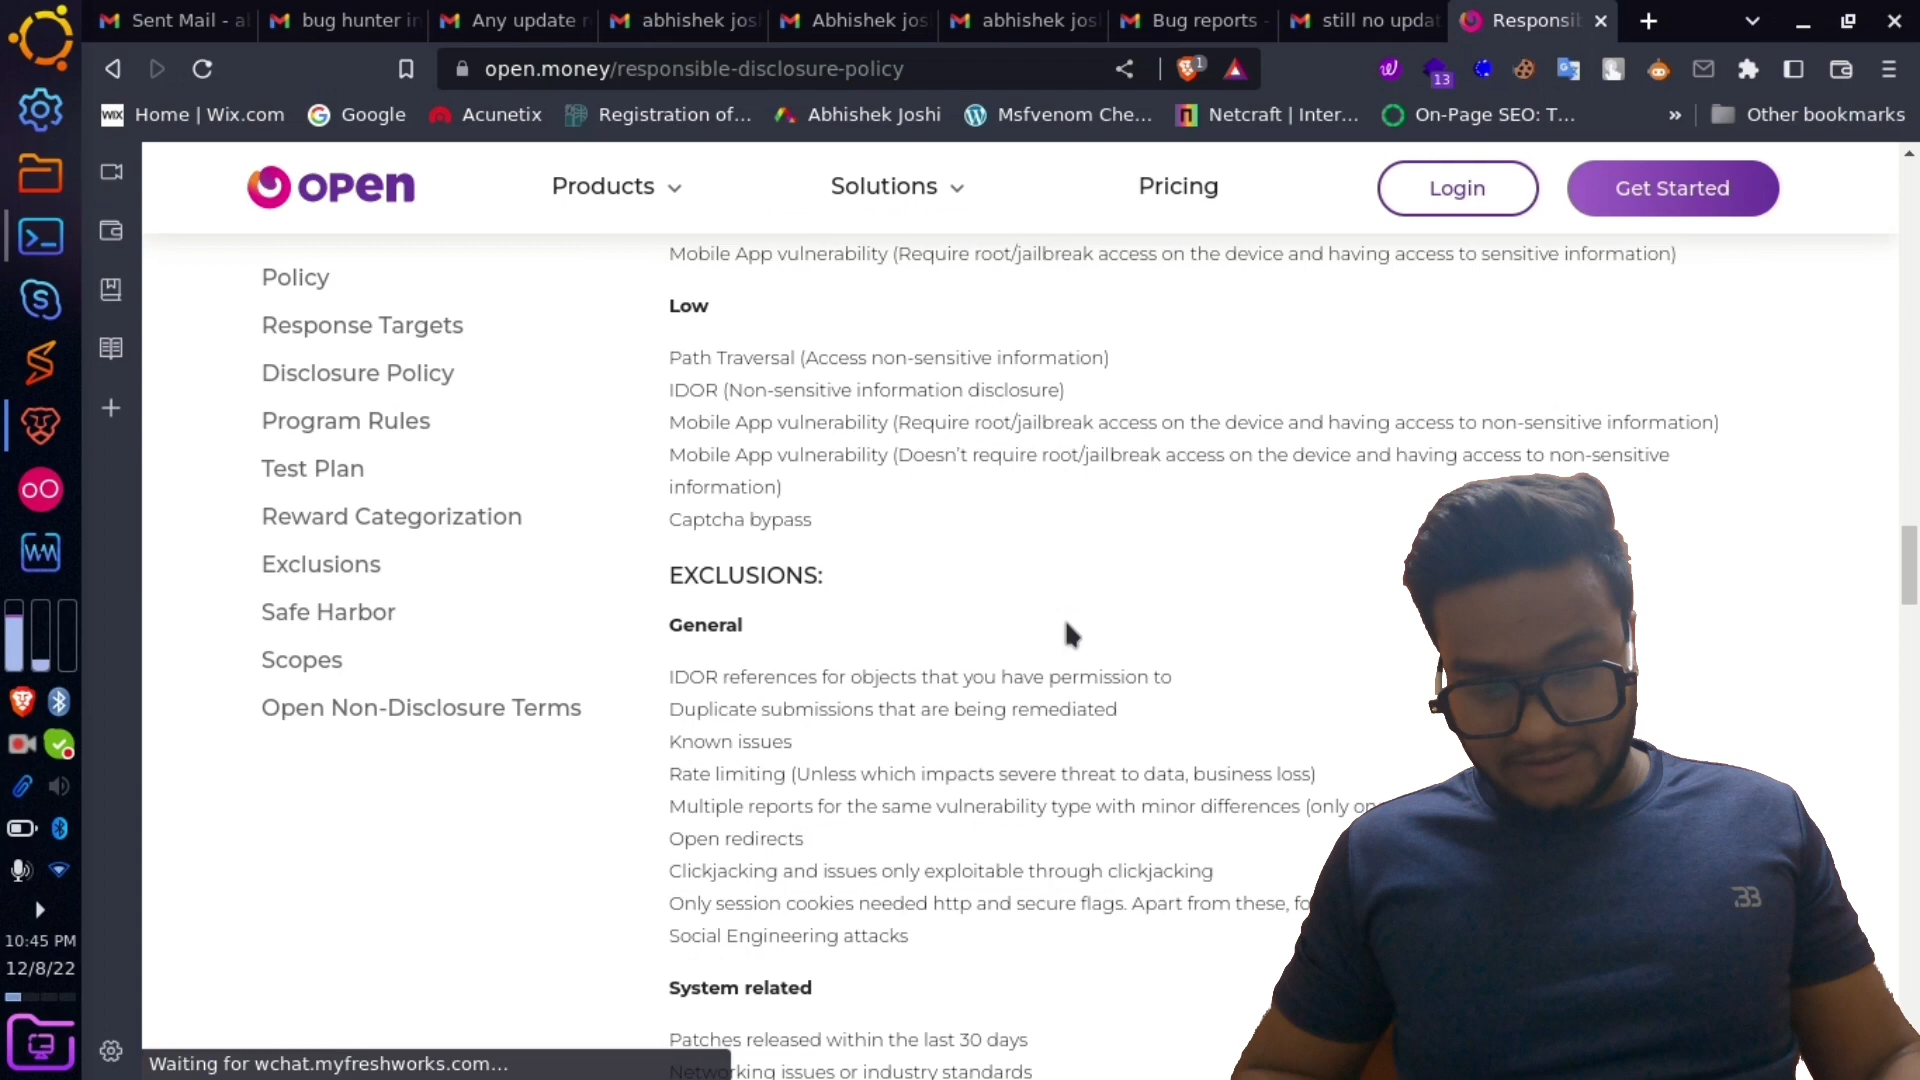 Sent Mail - a
bug hunter in
Any update r
abhishek jos
Abhishek Jos
abhishek jos
Bug reports -
still no updat
Responsi
open.money/responsible-disclosure-policy
1
13
WIX
Home | Wix.com
Google
Acunetix
Registration of...
Abhishek Joshi
Msfvenom Che...
Netcraft | Inter...
On-Page SEO: T...
»
Other bookmarks
OPEN
Products
Solutions
Pricing
Login
Get Started
Policy
Response Targets
Disclosure Policy
Program Rules
Test Plan
Reward Categorization
Exclusions
Safe Harbor
Scopes
Open Non-Disclosure Terms
Mobile App vulnerability (Require root/jailbreak access on the device and having access to sensitive information)
Low
Path Traversal (Access non-sensitive information)
IDOR (Non-sensitive information disclosure)
Mobile App vulnerability (Require root/jailbreak access on the device and having access to non-sensitive information)
Mobile App vulnerability (Doesn't require root/jailbreak access on the device and having access to non-sensitive
information)
Captcha bypass
EXCLUSIONS:
General
IDOR references for objects that you have permission to
Duplicate submissions that are being remediated
Known issues
Rate limiting (Unless which impacts severe threat to data, business loss)
Multiple reports for the same vulnerability type with minor differences (only on
Open redirects
Clickjacking and issues only exploitable through clickjacking
Only session cookies needed http and secure flags. Apart from these, fo
Social Engineering attacks
System related
Patches released within the last 30 days
Networking issues or industry standards
Waiting for wchat.myfreshworks.com...
10:45 PM
12/8/22